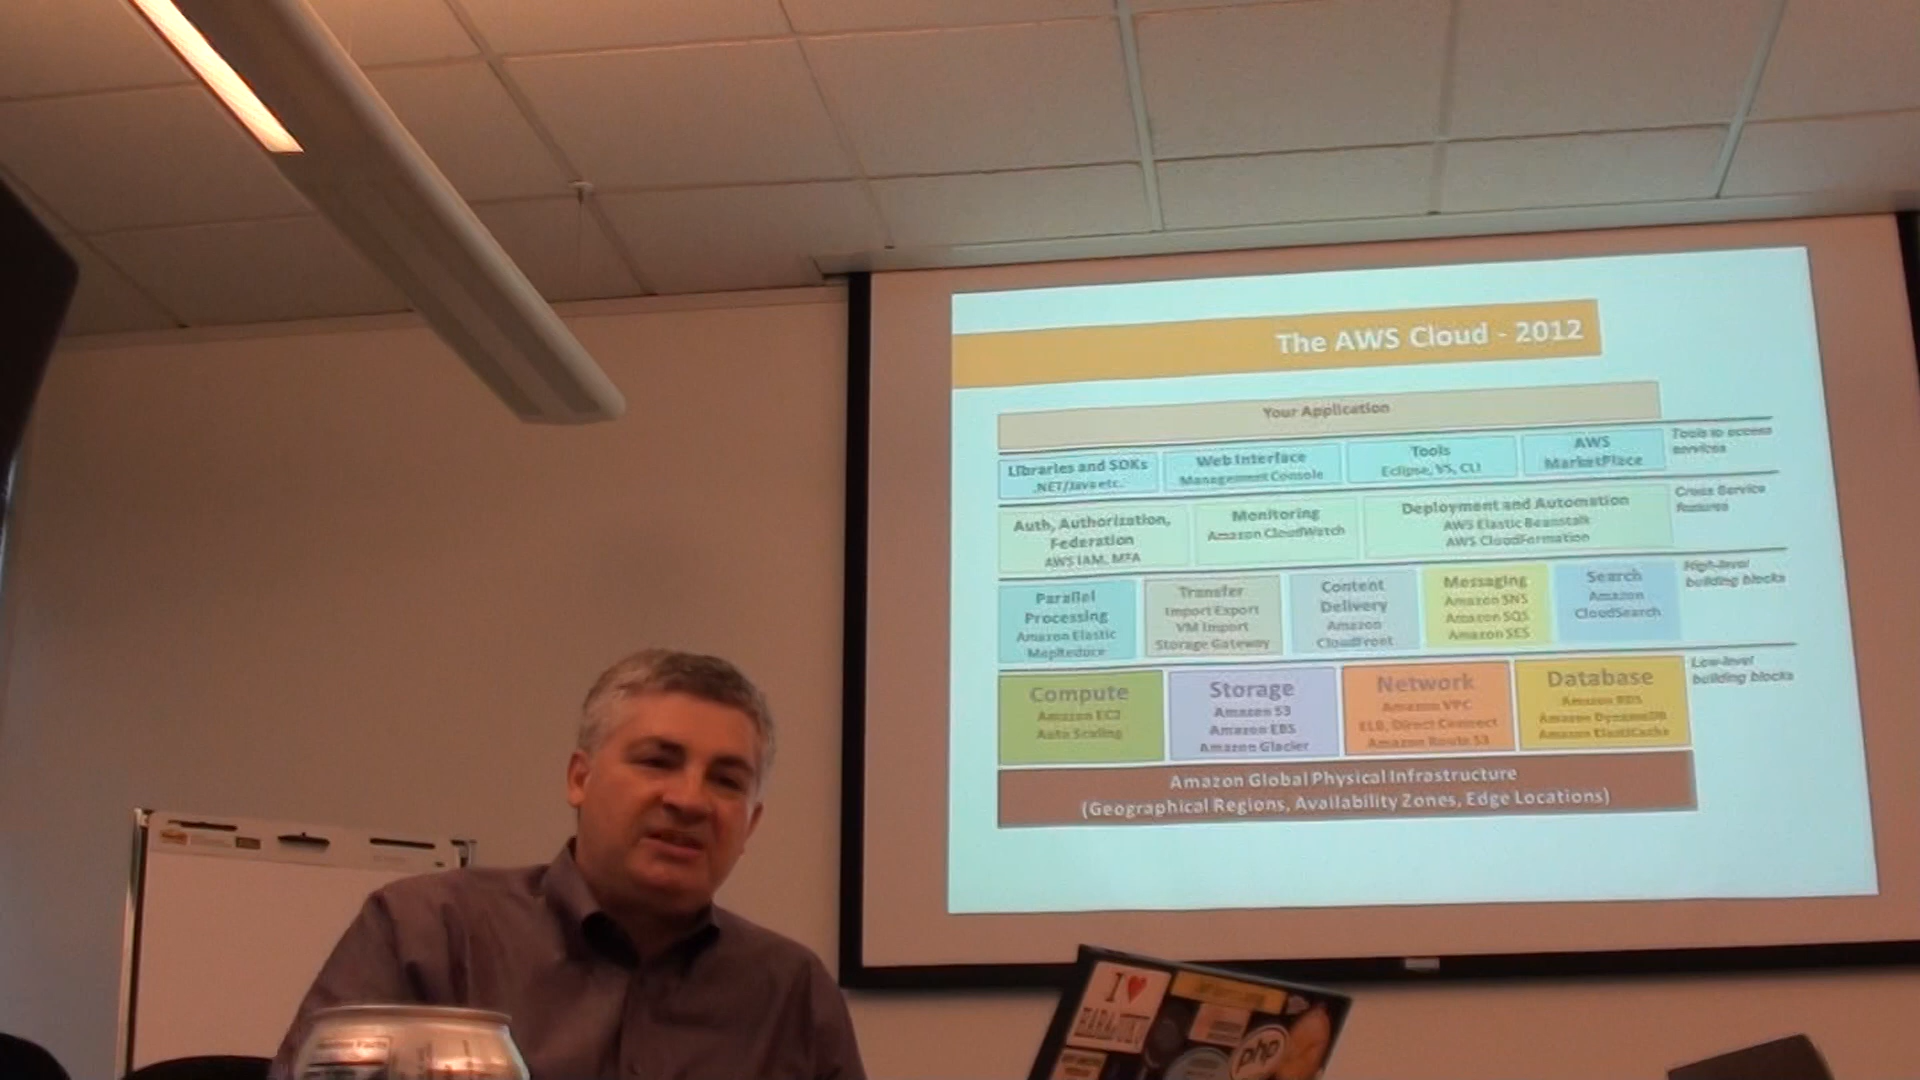 The AWS Cloud - 2012
Your Application
Tools to access
services
Libraries and SDKs
.NET/Java etc.
Web Interface
Management Console
Tools
Eclipse, VS, CLI
AWS
MarketPlace
Cross Service
features
Auth, Authorization,
Federation
AWS IAM, MFA
Monitoring
Amazon CloudWatch
Deployment and Automation
AWS Elastic Beanstalk
AWS CloudFormation
High-level
building blocks
Parallel
Processing
Amazon Elastic
MapReduce
Transfer
Import Export
VM Import
Storage Gateway
Content
Delivery
Amazon
CloudFront
Messaging
Amazon SNS
Amazon SQS
Amazon SES
Search
Amazon
CloudSearch
Low-level
building blocks
Compute
Amazon EC2
Auto Scaling
Storage
Amazon S3
Amazon EBS
Amazon Glacier
Network
Amazon VPC
ELB, Direct Connect
Amazon Route 53
Database
Amazon RDS
Amazon DynamoDB
Amazon ElastiCache
Amazon Global Physical Infrastructure
(Geographical Regions, Availability Zones, Edge Locations)
I
HARAJUKU
php